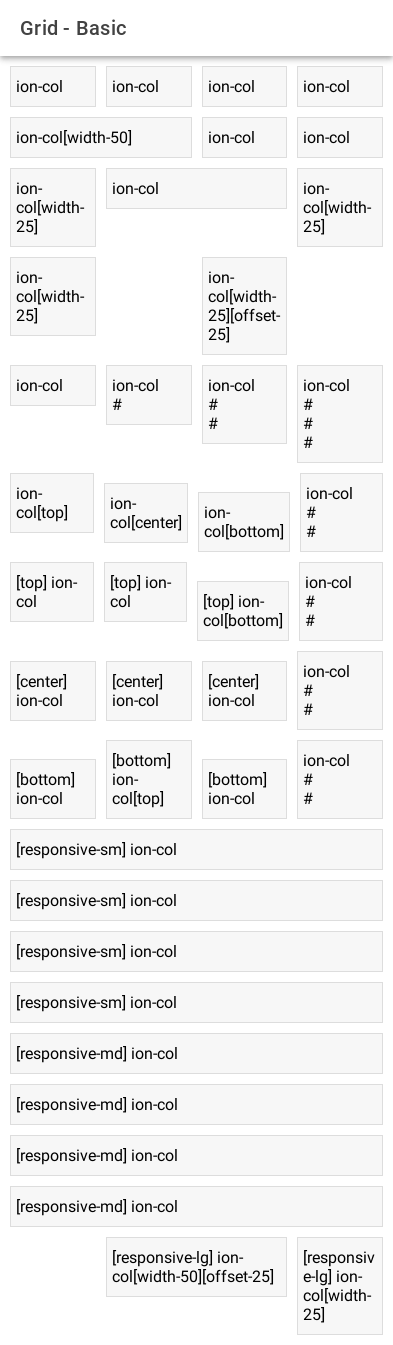 Grid - Basic
ion-col
ion-col
ion-col
ion-col
ion-col[width-50]
ion-col
ion-col
ion-
col[width-
25]
ion-col
ion-
col[width-
25]
ion-
col[width-
25]
ion-
col[width-
25][offset-
25]
ion-col
ion-col
#
ion-col
#
#
ion-col
#
#
#
ion-
col[top]
ion-
col[center]
ion-
col[bottom]
ion-col
#
#
[top] ion-
col
[top] ion-
col
[top] ion-
col[bottom]
ion-col
#
#
[center]
ion-col
[center]
ion-col
[center]
ion-col
ion-col
#
#
[bottom]
ion-col
[bottom]
ion-
col[top]
[bottom]
ion-col
ion-col
#
#
[responsive-sm] ion-col
[responsive-sm] ion-col
[responsive-sm] ion-col
[responsive-sm] ion-col
[responsive-md] ion-col
[responsive-md] ion-col
[responsive-md] ion-col
[responsive-md] ion-col
[responsive-lg] ion-
col[width-50][offset-25]
[responsiv
e-lg] ion-
col[width-
25]